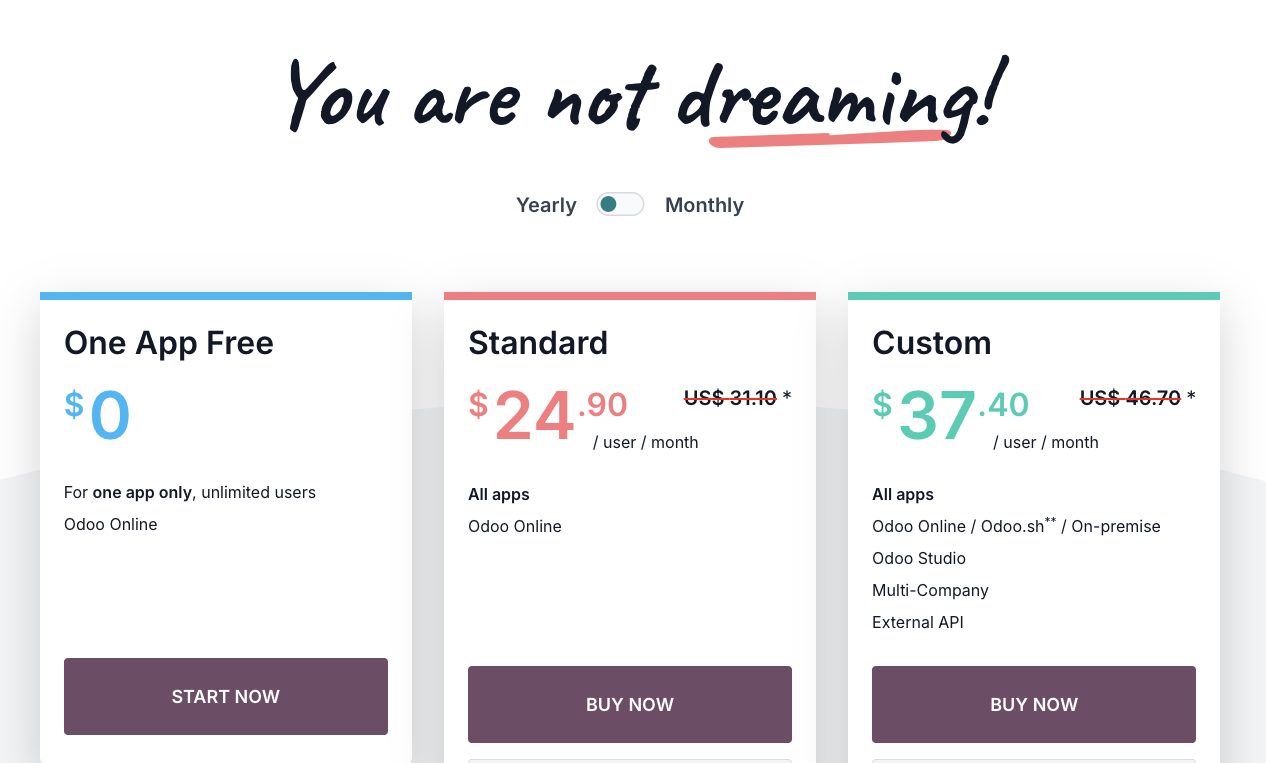 You are not dreaming!
Yearly Monthly
One App Free
$0
For one app only, unlimited users
Odoo Online
START NOW
Standard
$24.90 US$ 31.10 *
/ user / month
All apps
Odoo Online
BUY NOW
Custom
$37.40 US$ 46.70 *
/ user / month
All apps
Odoo Online / Odoo.sh** / On-premise
Odoo Studio
Multi-Company
External API
BUY NOW